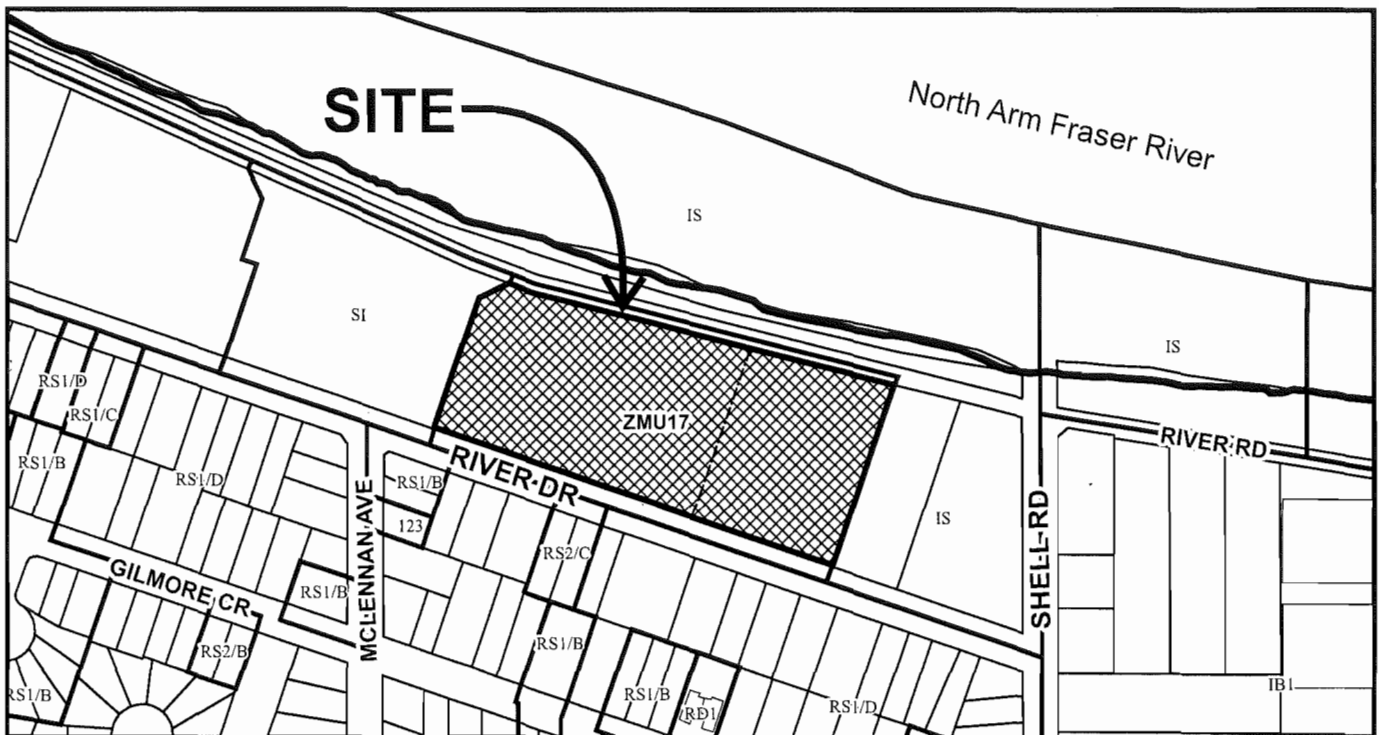 SITE
North Arm Fraser River
IS
SI
IS
RS1/D
RS1/C
ZMU17
RIVER RD
RS1/B
RS1/D
RS1/B
RIVER DR
123
IS
RS2/C
MCLENNAN AVE
SHELL RD
GILMORE CR
RS1/B
RS2/B
RS1/B
RS1/B
RS1/B
RD1
RS1/D
IB1